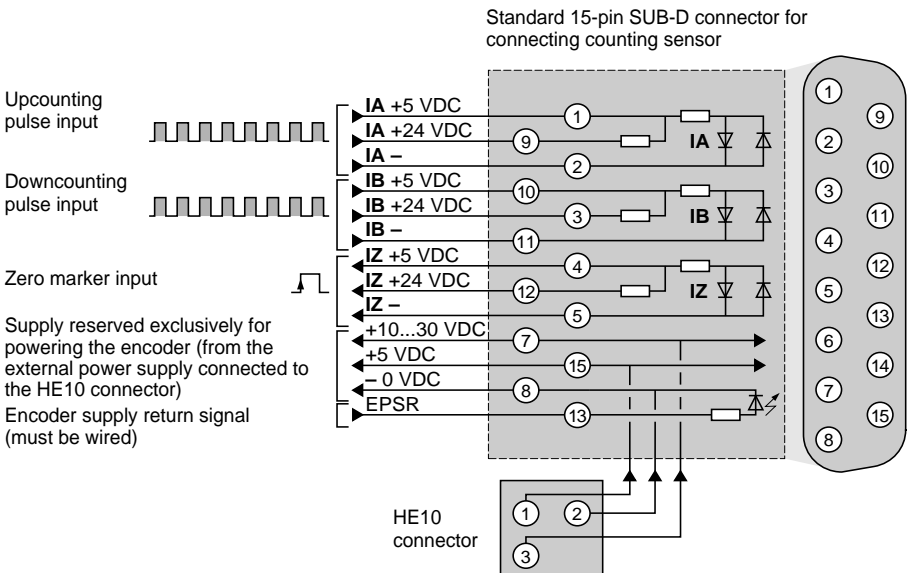 Standard 15-pin SUB-D connector for
connecting counting sensor
Upcounting
pulse input
IA +5 VDC
1
IA +24 VDC
9
IA –
2
IA
Downcounting
pulse input
IB +5 VDC
10
IB +24 VDC
3
IB –
11
IB
Zero marker input
IZ +5 VDC
4
IZ +24 VDC
12
IZ –
5
IZ
Supply reserved exclusively for
powering the encoder (from the
external power supply connected to
the HE10 connector)
+10...30 VDC
7
+5 VDC
15
– 0 VDC
8
Encoder supply return signal
(must be wired)
EPSR
13
1
9
2
10
3
11
4
12
5
13
6
14
7
15
8
HE10
connector
1
2
3